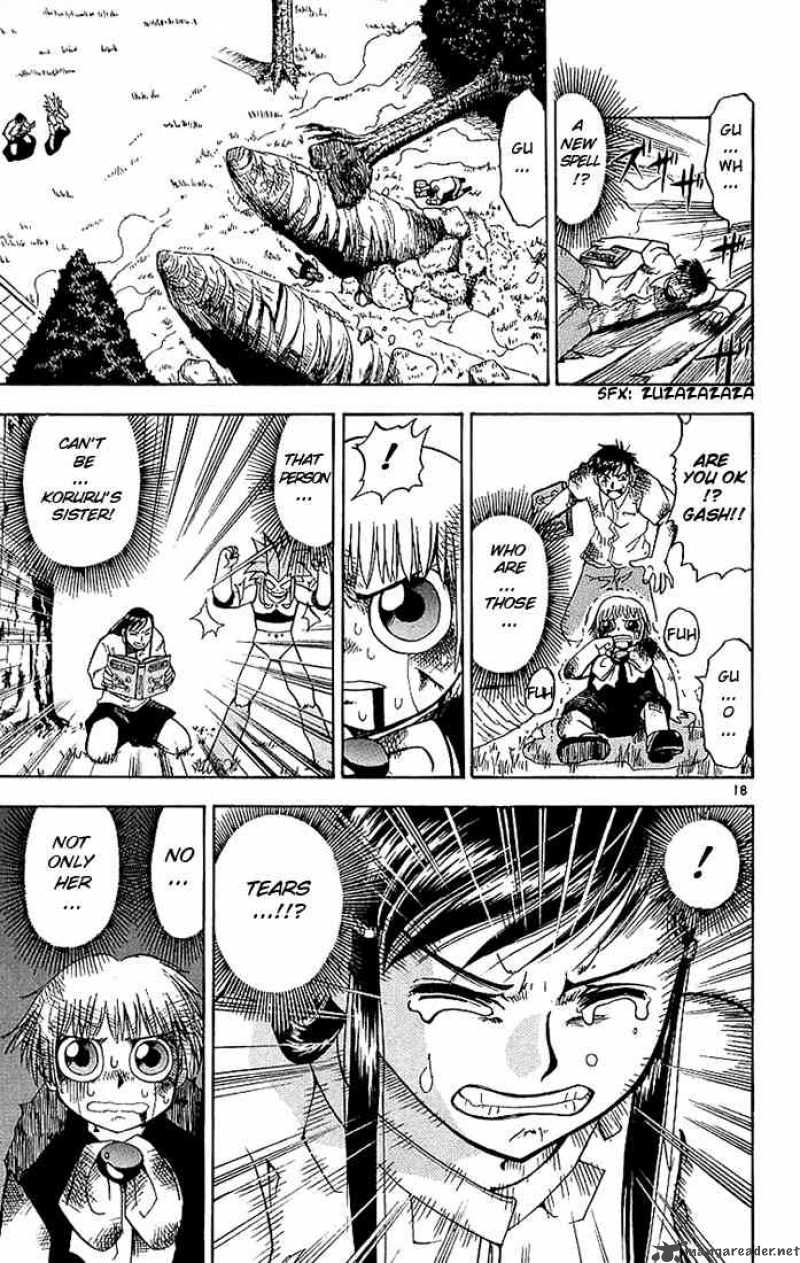 GU
...
WH
...
A
NEW
SPELL
!?
GU
...
SFX: ZUZAZAZAZA
ARE
YOU OK
!?
GASH!!
WHO
ARE ...
THOSE
...
FUH
FUH
GU
...
O
...
!
THAT
PERSON
...
CAN'T
BE
...
KORURU'S
SISTER!
18
!
TEARS
...!!?
NO
...
NOT
ONLY
HER
...
mangareader.net